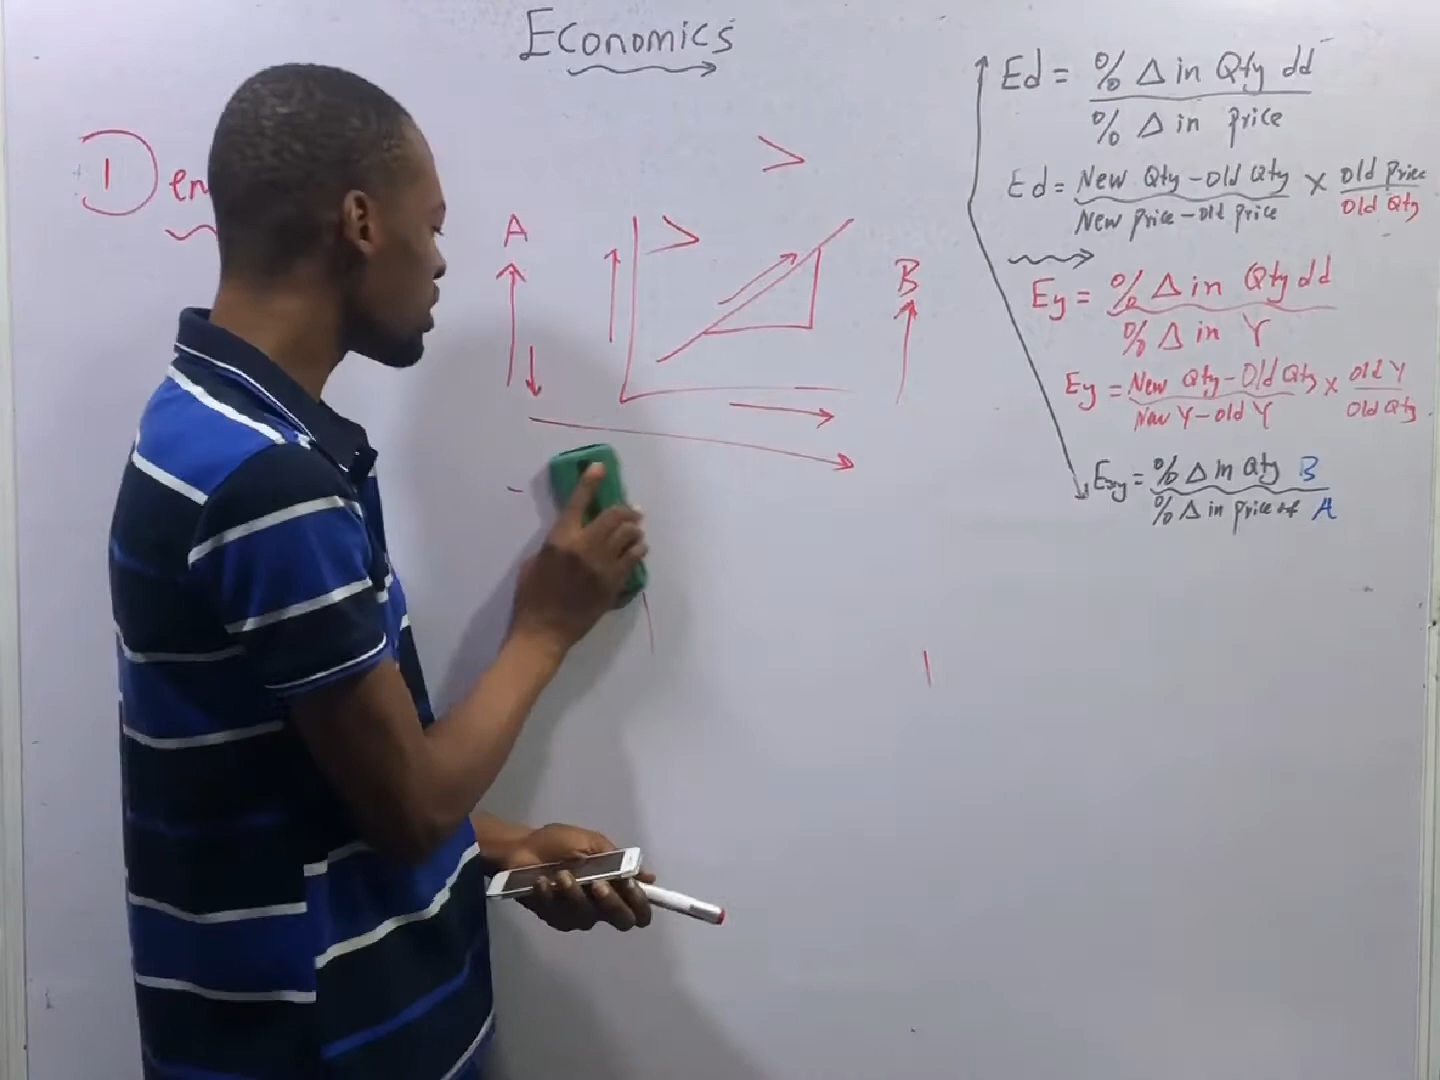 Economics
1
A
>
>
B
Ed = % Δ in Qty dd / % Δ in price
Ed = New Qty - Old Qty / New price - old price × Old price / Old Qty
Ey = % Δ in Qty dd / % Δ in Y
Ey = New Qty - Old Qty / New Y - old Y × Old Y / Old Qty
Exy = % Δ in Qty B / % Δ in price of A